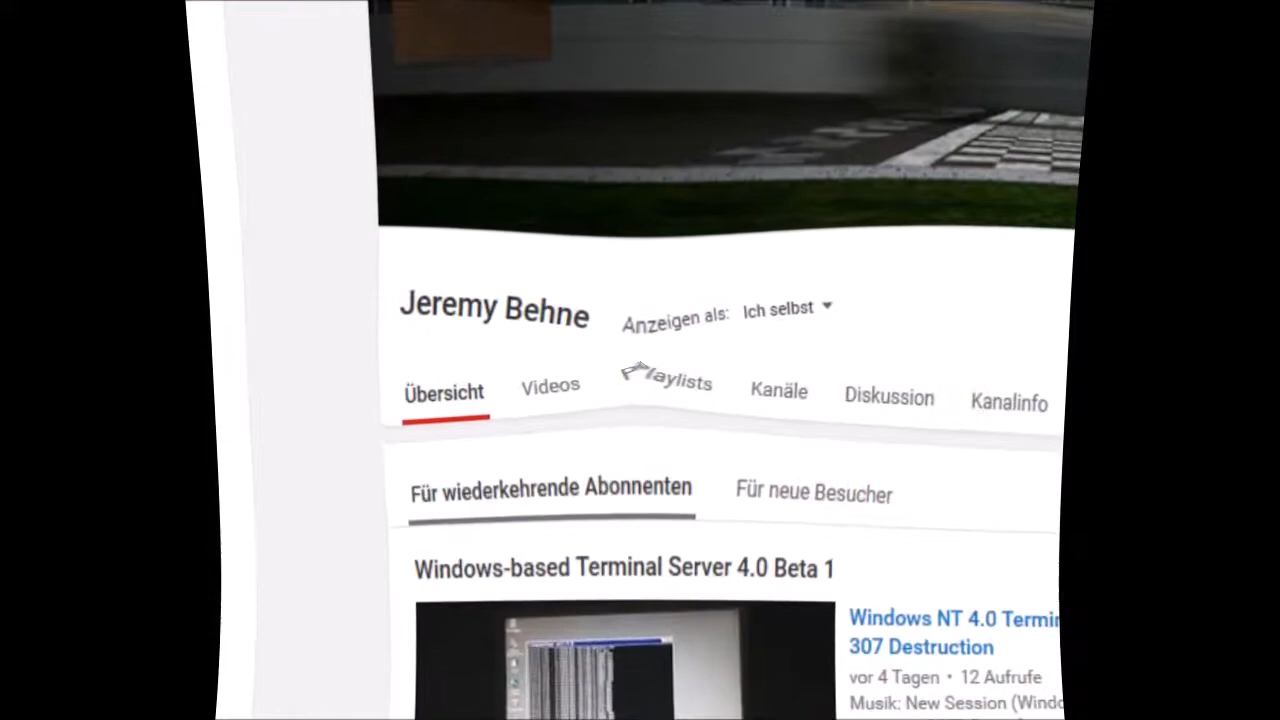 Jeremy Behne Anzeigen als: Ich selbst
Übersicht Videos Playlists Kanäle Diskussion Kanalinfo
Für wiederkehrende Abonnenten Für neue Besucher
Windows-based Terminal Server 4.0 Beta 1
Windows NT 4.0 Termin
307 Destruction
vor 4 Tagen • 12 Aufrufe
Musik: New Session (Windo